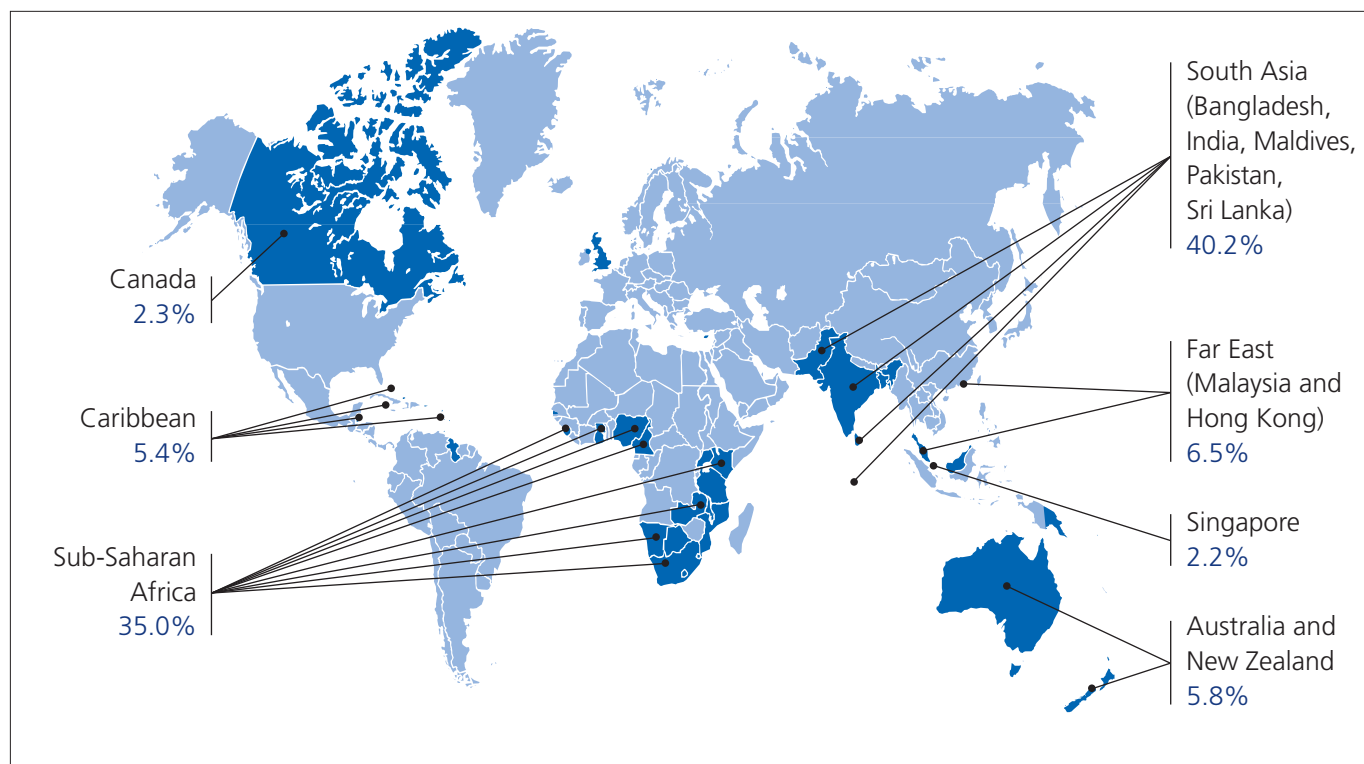 Canada
2.3%
Caribbean
5.4%
Sub-Saharan
Africa
35.0%
South Asia
(Bangladesh,
India, Maldives,
Pakistan,
Sri Lanka)
40.2%
Far East
(Malaysia and
Hong Kong)
6.5%
Singapore
2.2%
Australia and
New Zealand
5.8%